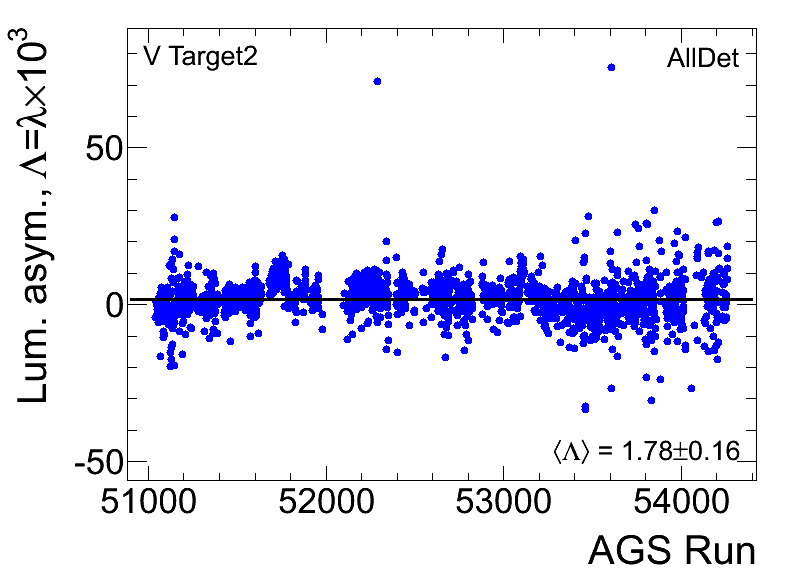 V Target2
AllDet
Lum. asym., Λ=λ×10³
50
0
-50
⟨Λ⟩ = 1.78±0.16
51000 52000 53000 54000
AGS Run